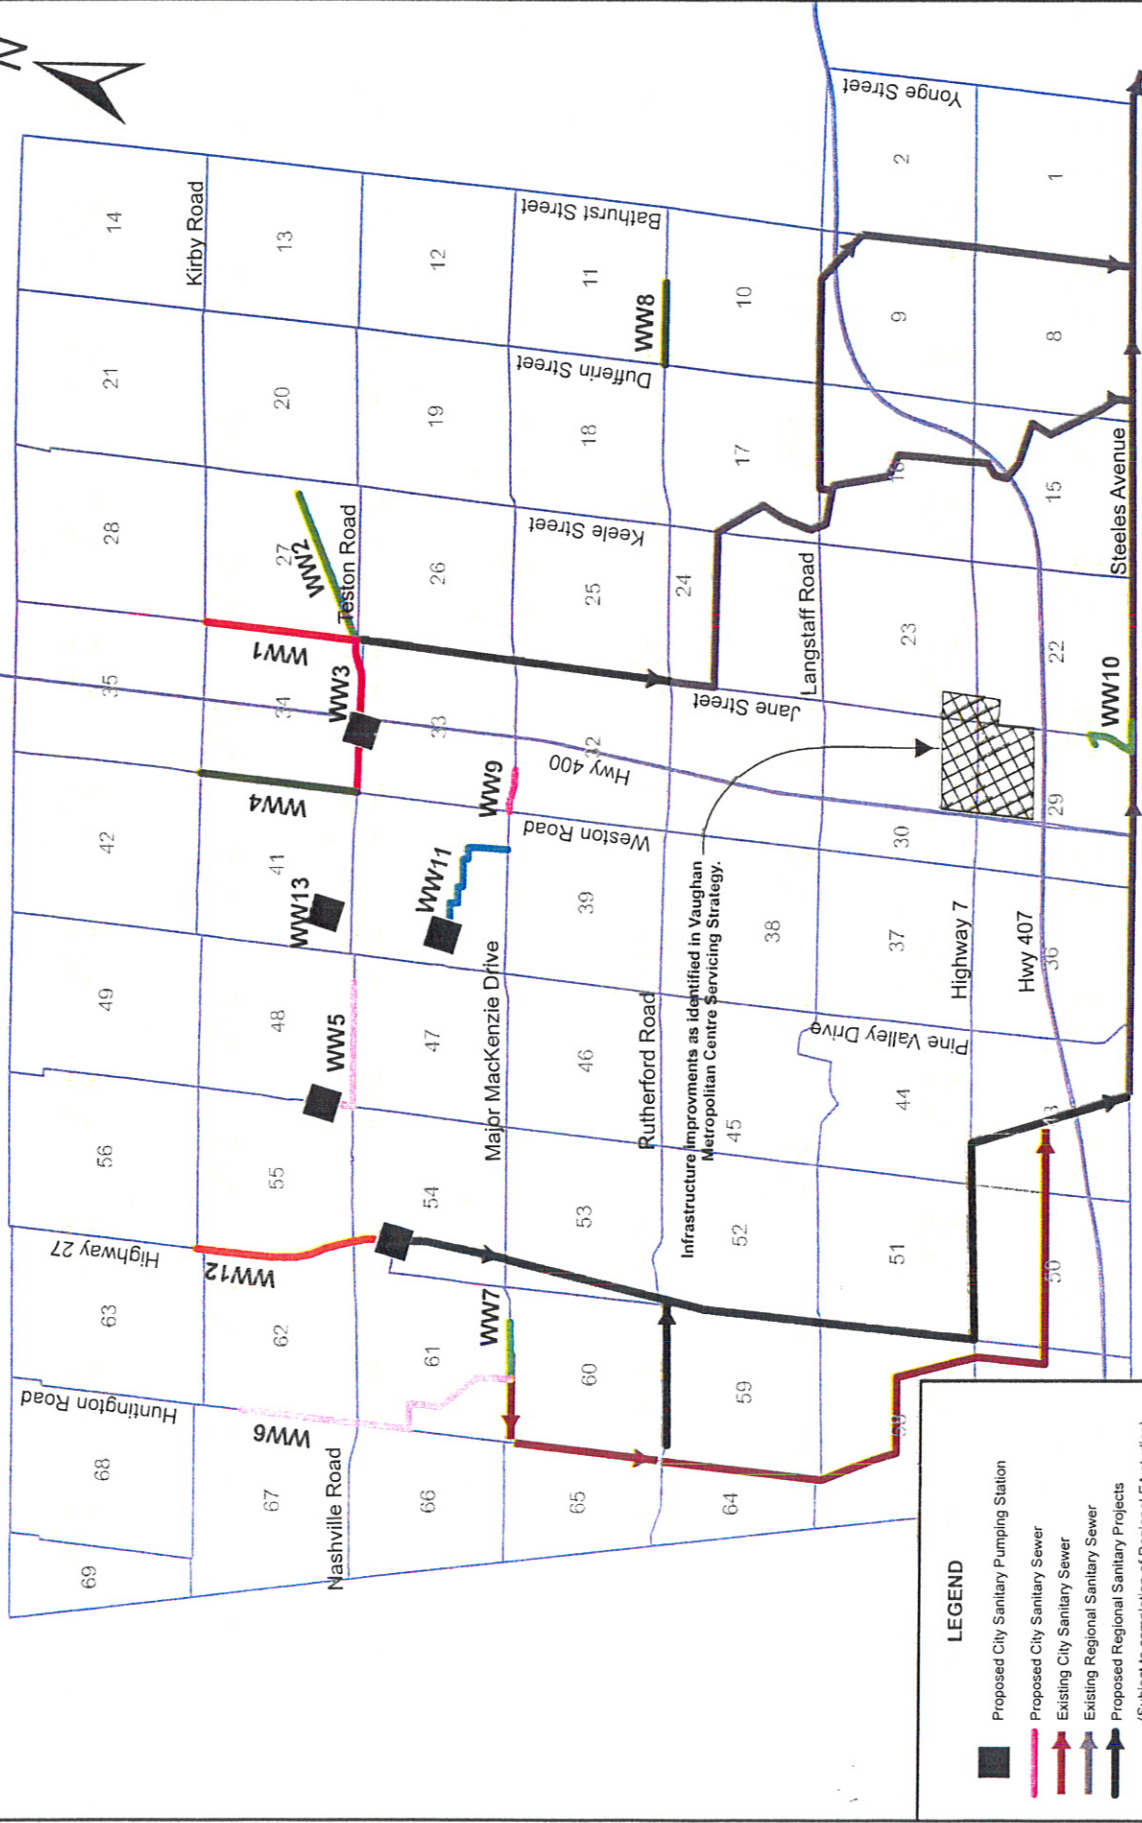 N
Kirby Road
Yonge Street
Bathurst Street
Dufferin Street
Keele Street
Teston Road
Jane Street
Langstaff Road
Steeles Avenue
Hwy 400
Weston Road
Major MacKenzie Drive
Rutherford Road
Highway 7
Hwy 407
Pine Valley Drive
Highway 27
Huntington Road
Nashville Road
Infrastructure improvments as identified in Vaughan
Metropolitan Centre Servicing Strategy.
WW1
WW2
WW3
WW4
WW5
WW6
WW7
WW8
WW9
WW10
WW11
WW12
WW13
14
13
12
11
10
2
1
9
8
21
20
19
18
17
16
15
28
27
26
25
24
23
22
35
34
33
32
30
29
42
41
39
38
37
36
49
48
47
46
45
44
56
55
54
53
52
51
50
63
62
61
60
59
68
67
66
65
64
69
LEGEND
Proposed City Sanitary Pumping Station
Proposed City Sanitary Sewer
Existing City Sanitary Sewer
Existing Regional Sanitary Sewer
Proposed Regional Sanitary Projects